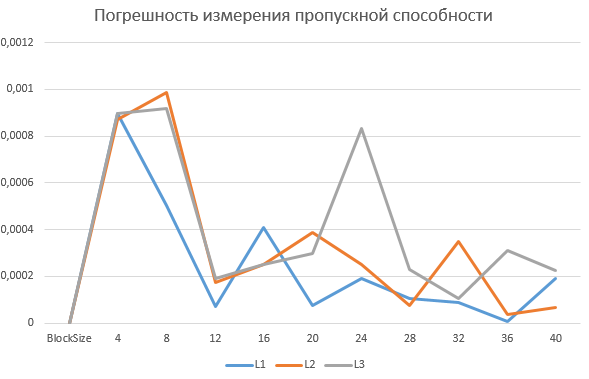 Погрешность измерения пропускной способности
0,0012
0,001
0,0008
0,0006
0,0004
0,0002
0
BlockSize 4 8 12 16 20 24 28 32 36 40
L1 L2 L3